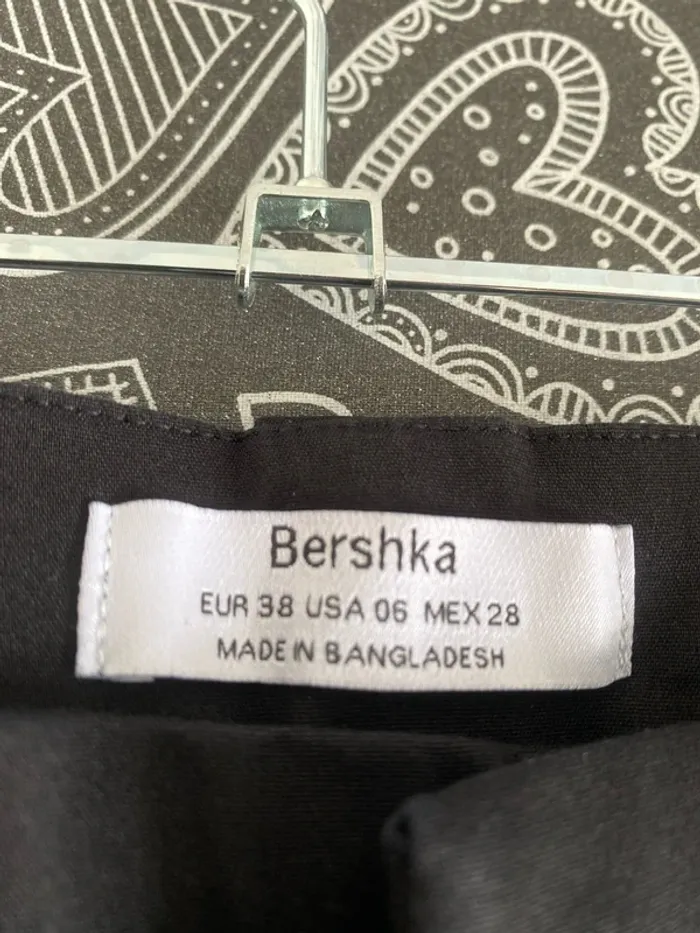 Bershka
EUR 38 USA 06 MEX 28
MADE IN BANGLADESH